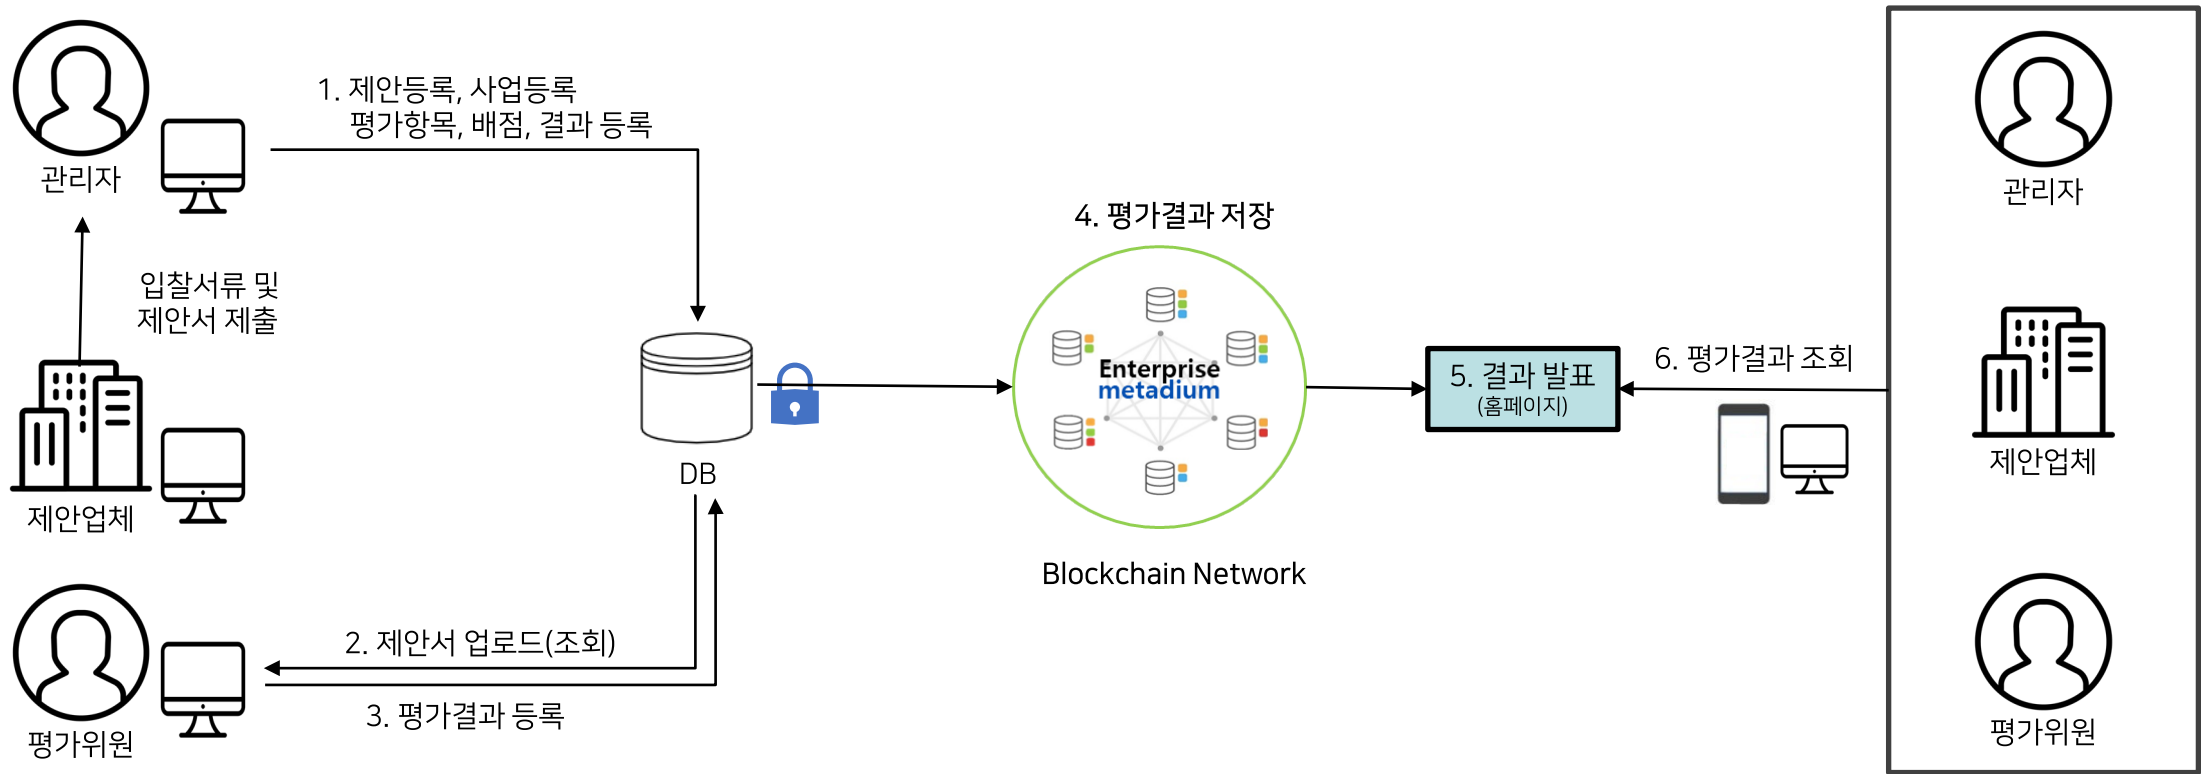 1. 제안등록, 사업등록
평가항목, 배점, 결과 등록
관리자
입찰서류 및
제안서 제출
제안업체
평가위원
DB
2. 제안서 업로드(조회)
3. 평가결과 등록
4. 평가결과 저장
Enterprise
metadium
Blockchain Network
5. 결과 발표
(홈페이지)
6. 평가결과 조회
관리자
제안업체
평가위원